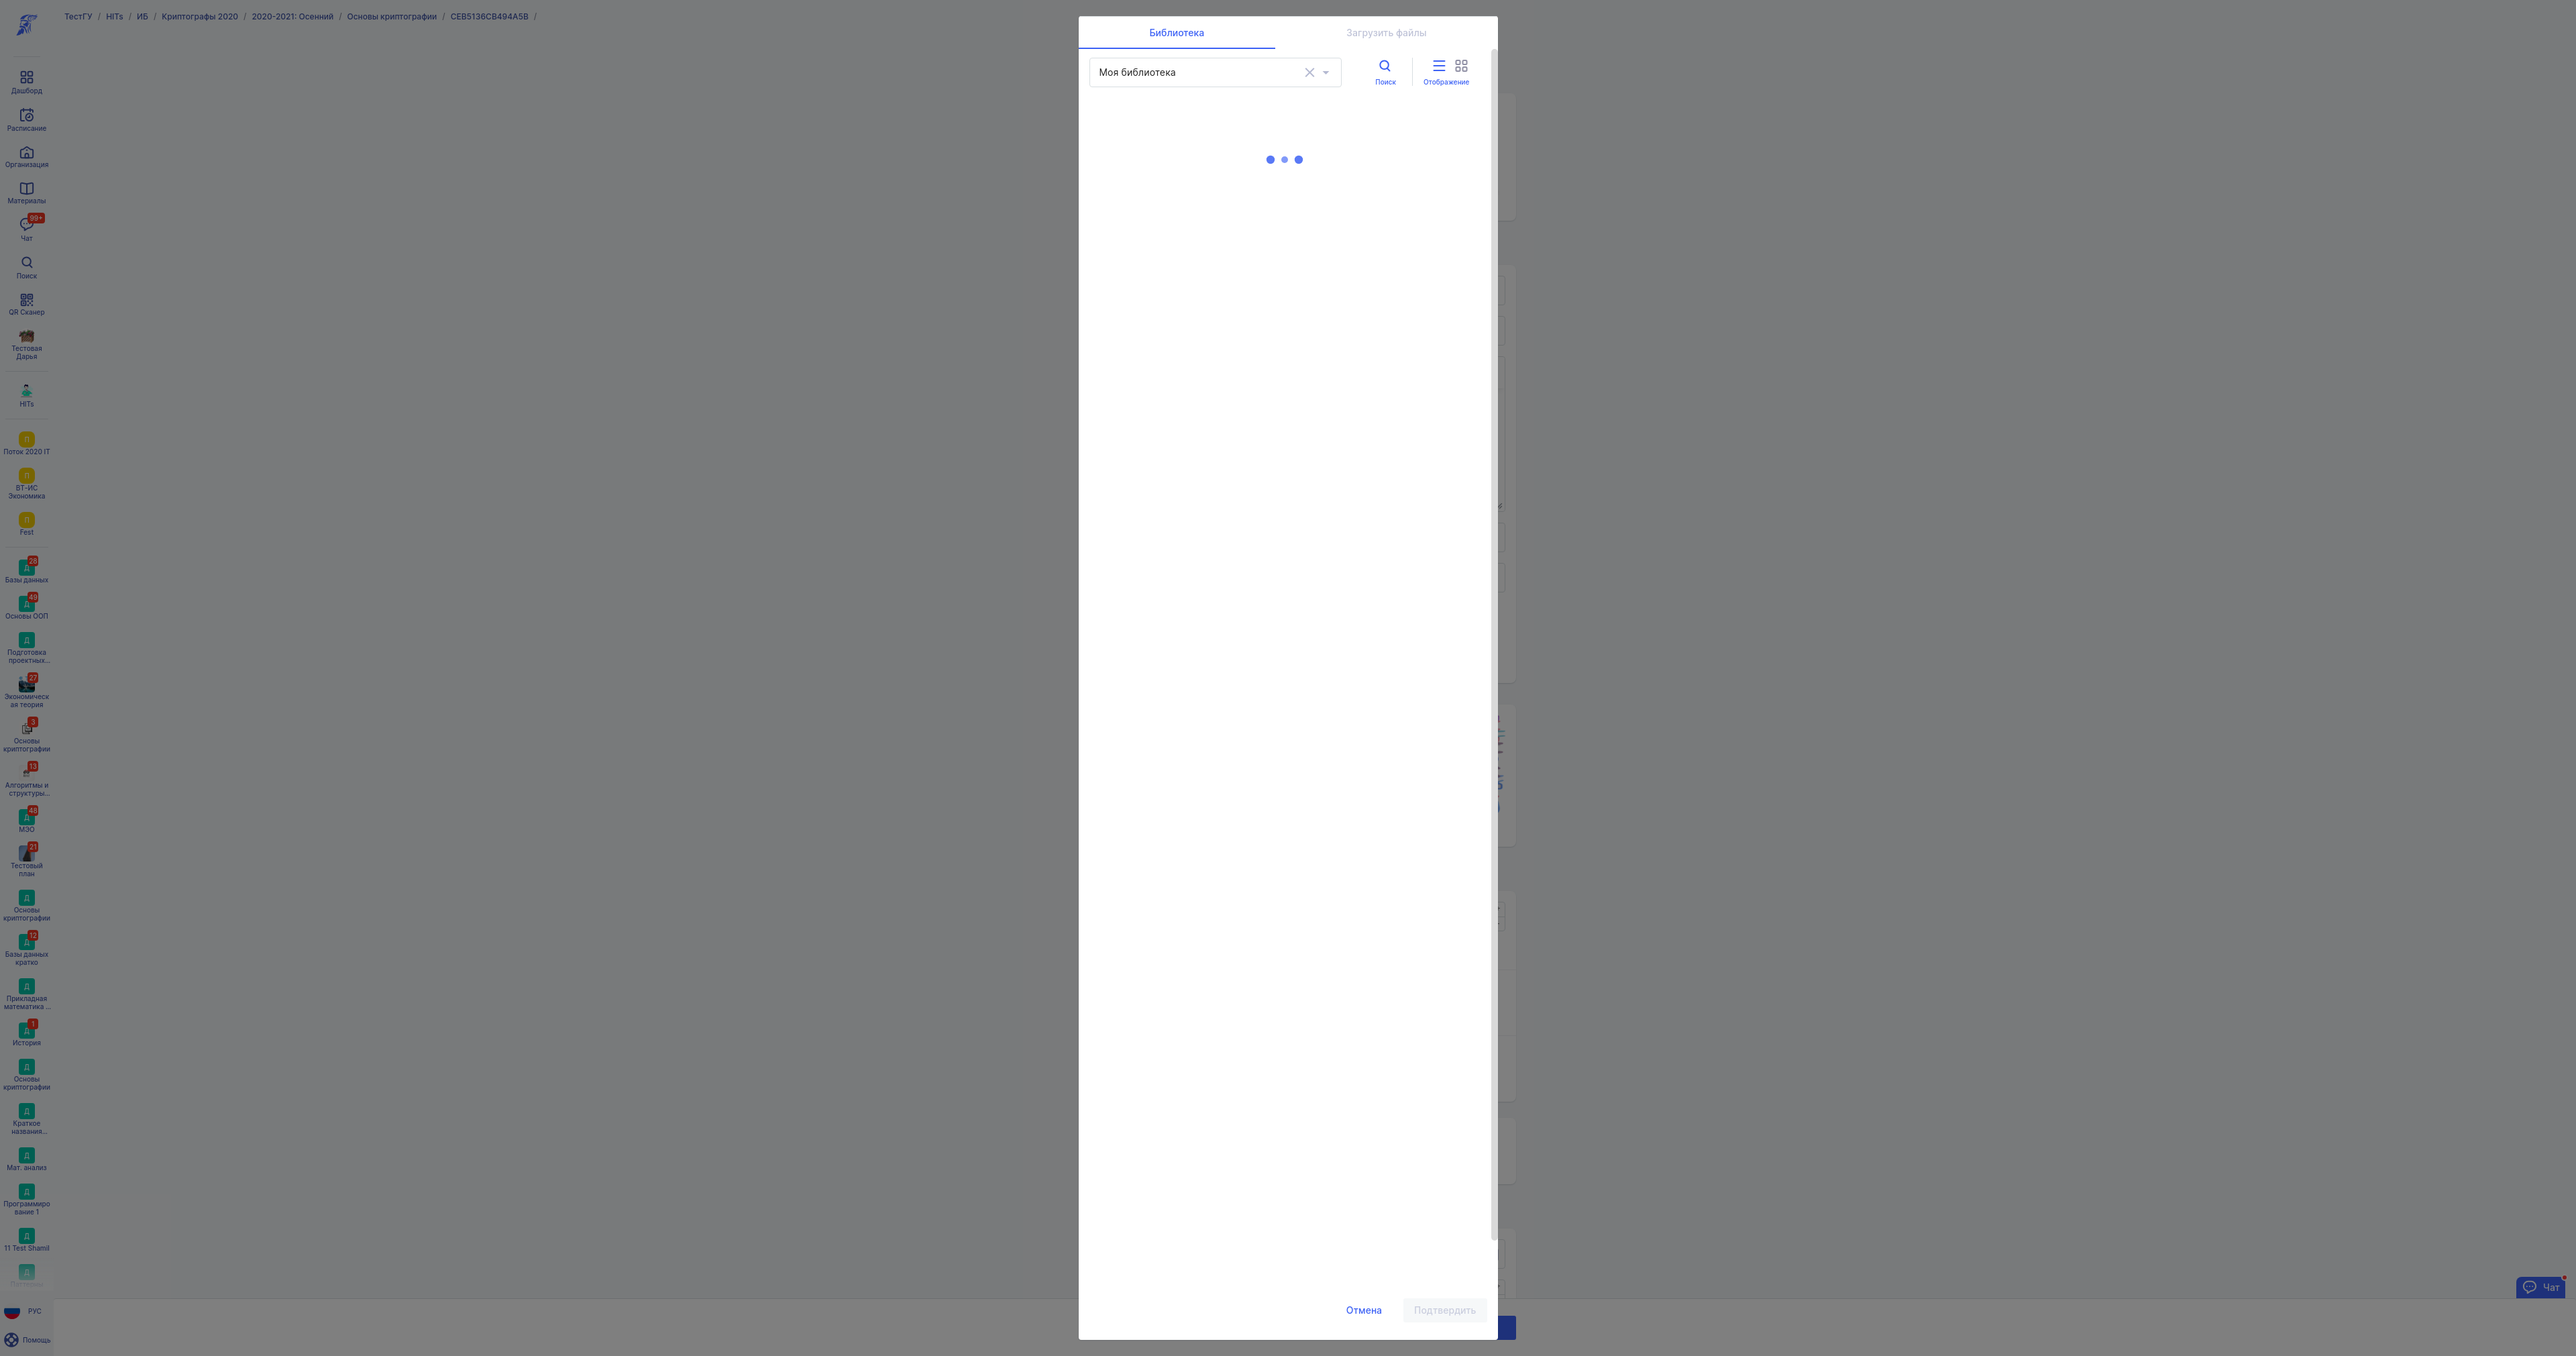 ТестГУ / HITs / ИБ / Криптографы 2020 / 2020-2021: Осенний / Основы криптографии / CEB5136CB494A5B /
Дашборд
Расписание
Организация
Материалы
99+
Чат
Поиск
QR Сканер
Тестовая
Дарья
HITs
П
Поток 2020 IT
П
ВТ-ИС
Экономика
П
Fest
28
Д
Базы данных
49
Д
Основы ООП
Д
Подготовка
проектных...
27
Экономическ
ая теория
3
Основы
криптографии
13
Алгоритмы и
структуры...
48
Д
МЭО
21
Тестовый
план
Д
Основы
криптографии
12
Д
Базы данных
кратко
Д
Прикладная
математика ...
1
Д
История
Д
Основы
криптографии
Д
Краткое
названия...
Д
Мат. анализ
Д
Программиро
вание 1
Д
11 Test Shamil
Д
РУС
Помощь
Библиотека
Загрузить файлы
Моя библиотека
Поиск
Отображение
Отмена
Подтвердить
Чат